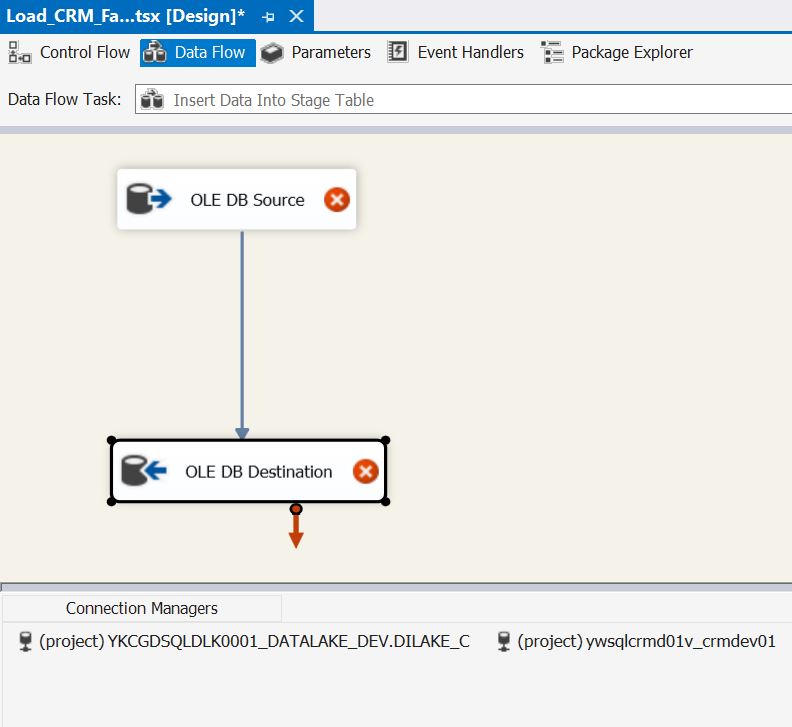 Load_CRM_Fa...tsx [Design]*
Control Flow Data Flow Parameters Event Handlers Package Explorer
Data Flow Task: Insert Data Into Stage Table
OLE DB Source
OLE DB Destination
Connection Managers
(project) YKCGDSQLDLK0001_DATALAKE_DEV.DILAKE_C (project) ywsqlcrmd01v_crmdev01